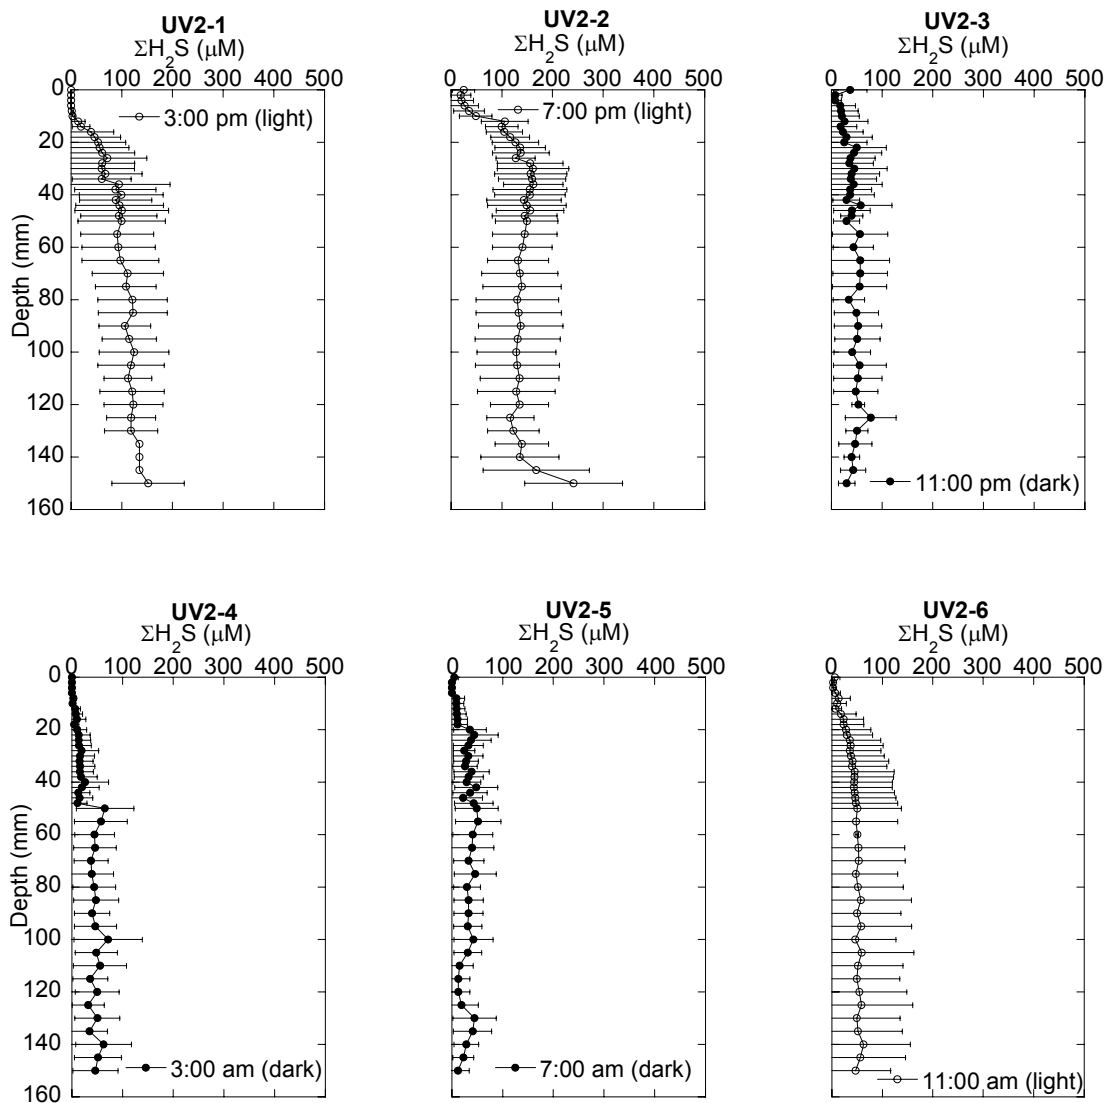 UV2-1
ΣH2S (μM)
0 100 200 300 400 500
3:00 pm (light)
0
20
40
60
80
100
120
140
160
Depth (mm)
UV2-2
ΣH2S (μM)
0 100 200 300 400 500
7:00 pm (light)
UV2-3
ΣH2S (μM)
0 100 200 300 400 500
11:00 pm (dark)
UV2-4
ΣH2S (μM)
0 100 200 300 400 500
0
20
40
60
80
100
120
140
160
Depth (mm)
3:00 am (dark)
UV2-5
ΣH2S (μM)
0 100 200 300 400 500
7:00 am (dark)
UV2-6
ΣH2S (μM)
0 100 200 300 400 500
11:00 am (light)